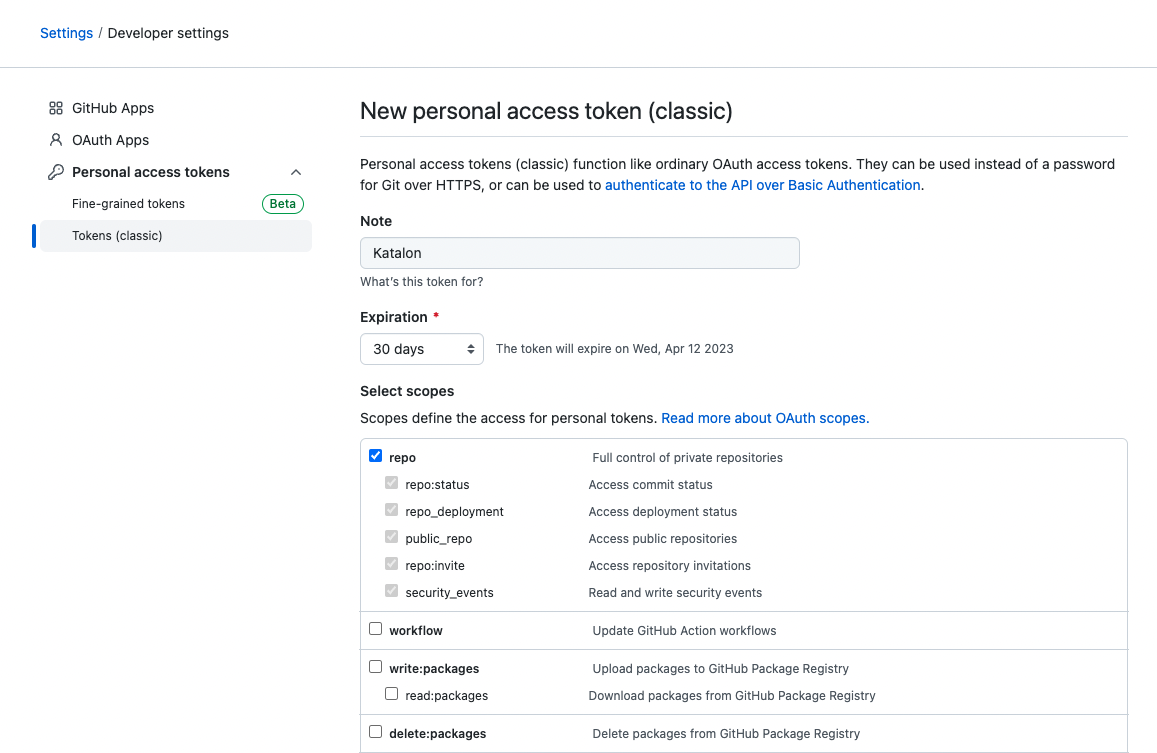 Settings / Developer settings
GitHub Apps
OAuth Apps
Personal access tokens
Fine-grained tokens Beta
Tokens (classic)
New personal access token (classic)
Personal access tokens (classic) function like ordinary OAuth access tokens. They can be used instead of a password
for Git over HTTPS, or can be used to authenticate to the API over Basic Authentication.
Note
Katalon
What's this token for?
Expiration *
30 days The token will expire on Wed, Apr 12 2023
Select scopes
Scopes define the access for personal tokens. Read more about OAuth scopes.
repo Full control of private repositories
repo:status Access commit status
repo_deployment Access deployment status
public_repo Access public repositories
repo:invite Access repository invitations
security_events Read and write security events
workflow Update GitHub Action workflows
write:packages Upload packages to GitHub Package Registry
read:packages Download packages from GitHub Package Registry
delete:packages Delete packages from GitHub Package Registry